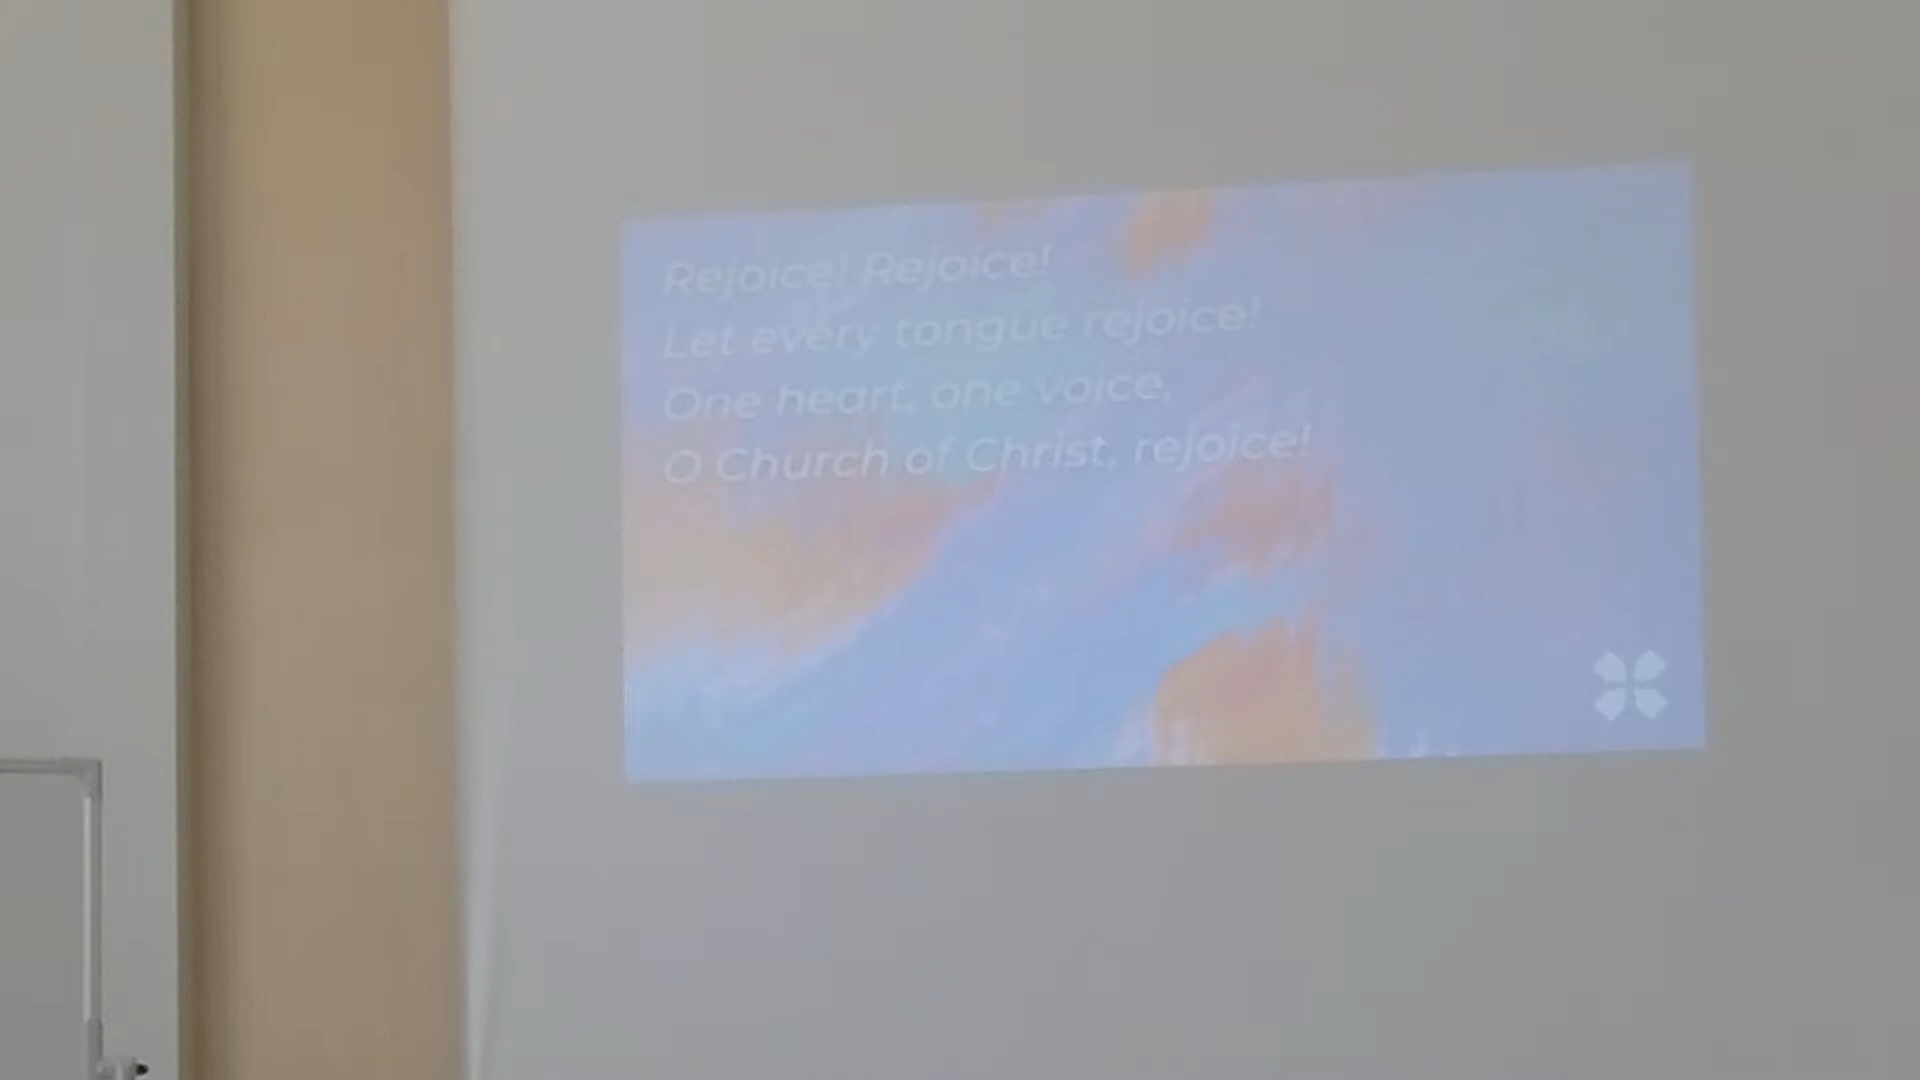 Rejoice! Rejoice!
Let every tongue rejoice!
One heart, one voice,
O Church of Christ, rejoice!